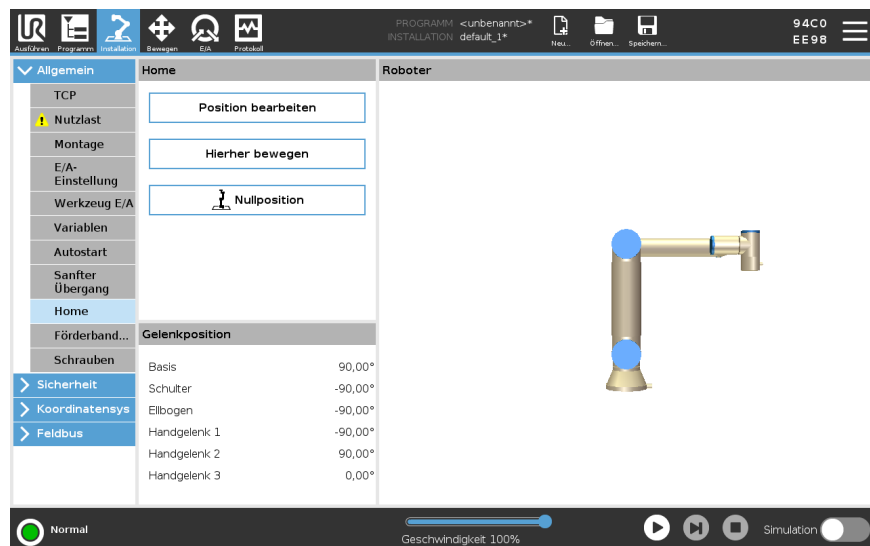 PROGRAMM <unbenannt>*
INSTALLATION default_1*
94C0
EE98
Ausführen Programm Installation Bewegen E/A Protokoll
Neu... Öffnen... Speichern...
Allgemein
TCP
Nutzlast
Montage
E/A-
Einstellung
Werkzeug E/A
Variablen
Autostart
Sanfter
Übergang
Home
Förderband...
Schrauben
Sicherheit
Koordinatensys
Feldbus
Home
Position bearbeiten
Hierher bewegen
Nullposition
Gelenkposition
Basis 90,00°
Schulter -90,00°
Ellbogen -90,00°
Handgelenk 1 -90,00°
Handgelenk 2 90,00°
Handgelenk 3 0,00°
Roboter
Normal
Geschwindigkeit 100%
Simulation